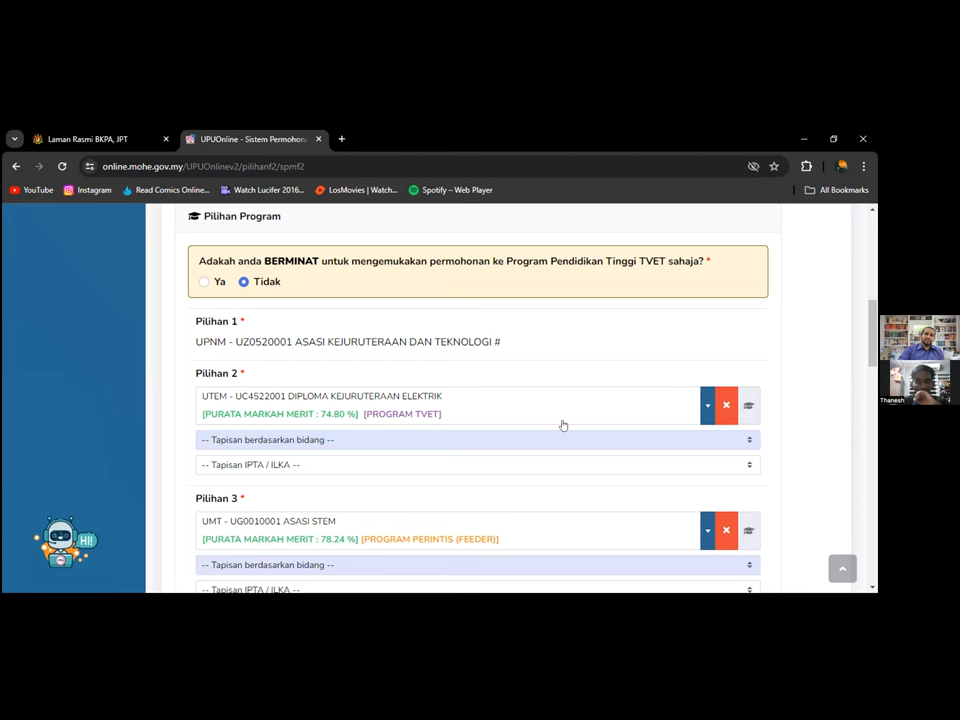 Laman Rasmi BKPA, JPT
UPUOnline - Sistem Permohon
online.mohe.gov.my/UPUOnlinev2/pilihanf2/spmf2
YouTube Instagram Read Comics Online... Watch Lucifer 2016... LosMovies | Watch... Spotify – Web Player All Bookmarks
Pilihan Program
Adakah anda BERMINAT untuk mengemukakan permohonan ke Program Pendidikan Tinggi TVET sahaja? *
Ya Tidak
Pilihan 1 *
UPNM - UZ0520001 ASASI KEJURUTERAAN DAN TEKNOLOGI #
Pilihan 2 *
UTEM - UC4522001 DIPLOMA KEJURUTERAAN ELEKTRIK
[PURATA MARKAH MERIT : 74.80 %] [PROGRAM TVET]
-- Tapisan berdasarkan bidang --
-- Tapisan IPTA / ILKA --
Pilihan 3 *
UMT - UG0010001 ASASI STEM
[PURATA MARKAH MERIT : 78.24 %] [PROGRAM PERINTIS (FEEDER)]
-- Tapisan berdasarkan bidang --
-- Tapisan IPTA / ILKA --
HI!
Thanesh